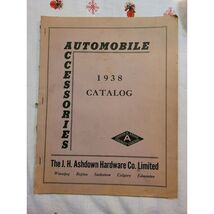 AUTOMOBILE
ACCESSORIES
1938
CATALOG
A
The J. H. Ashdown Hardware Co. Limited
Winnipeg Regina Saskatoon Calgary Edmonton